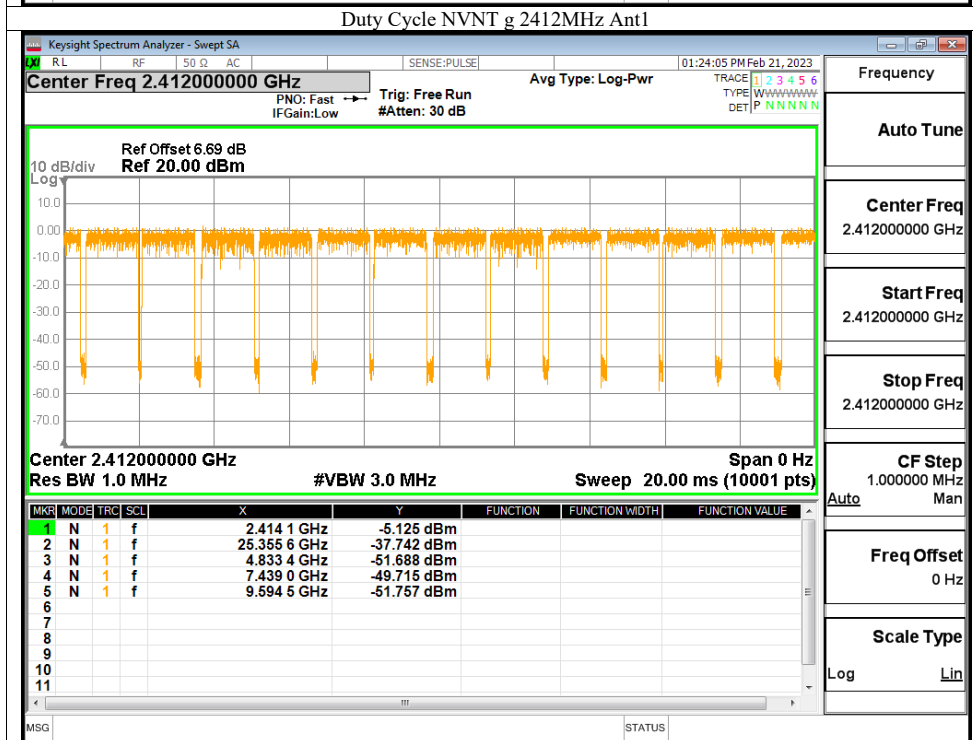 Duty Cycle NVNT g 2412MHz Ant1
Keysight Spectrum Analyzer - Swept SA
LXI RL RF 50 Ω AC SENSE:PULSE 01:24:05 PM Feb 21, 2023
Center Freq 2.412000000 GHz
Avg Type: Log-Pwr
TRACE 1 2 3 4 5 6
PNO: Fast
Trig: Free Run
TYPE WWWWWW
IFGain:Low
#Atten: 30 dB
DET P N N N N N
Ref Offset 6.69 dB
10 dB/div Ref 20.00 dBm
Log
10.0
0.00
-10.0
-20.0
-30.0
-40.0
-50.0
-60.0
-70.0
Center 2.412000000 GHz Span 0 Hz
Res BW 1.0 MHz #VBW 3.0 MHz Sweep 20.00 ms (10001 pts)
MKR MODE TRC SCL X Y FUNCTION FUNCTION WIDTH FUNCTION VALUE
1 N 1 f 2.414 1 GHz -5.125 dBm
2 N 1 f 25.355 6 GHz -37.742 dBm
3 N 1 f 4.833 4 GHz -51.688 dBm
4 N 1 f 7.439 0 GHz -49.715 dBm
5 N 1 f 9.594 5 GHz -51.757 dBm
6
7
8
9
10
11
MSG STATUS
Frequency
Auto Tune
Center Freq
2.412000000 GHz
Start Freq
2.412000000 GHz
Stop Freq
2.412000000 GHz
CF Step
1.000000 MHz
Auto Man
Freq Offset
0 Hz
Scale Type
Log Lin